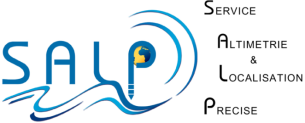 SALP
SERVICE
ALTIMETRIE
&
LOCALISATION
PRECISE